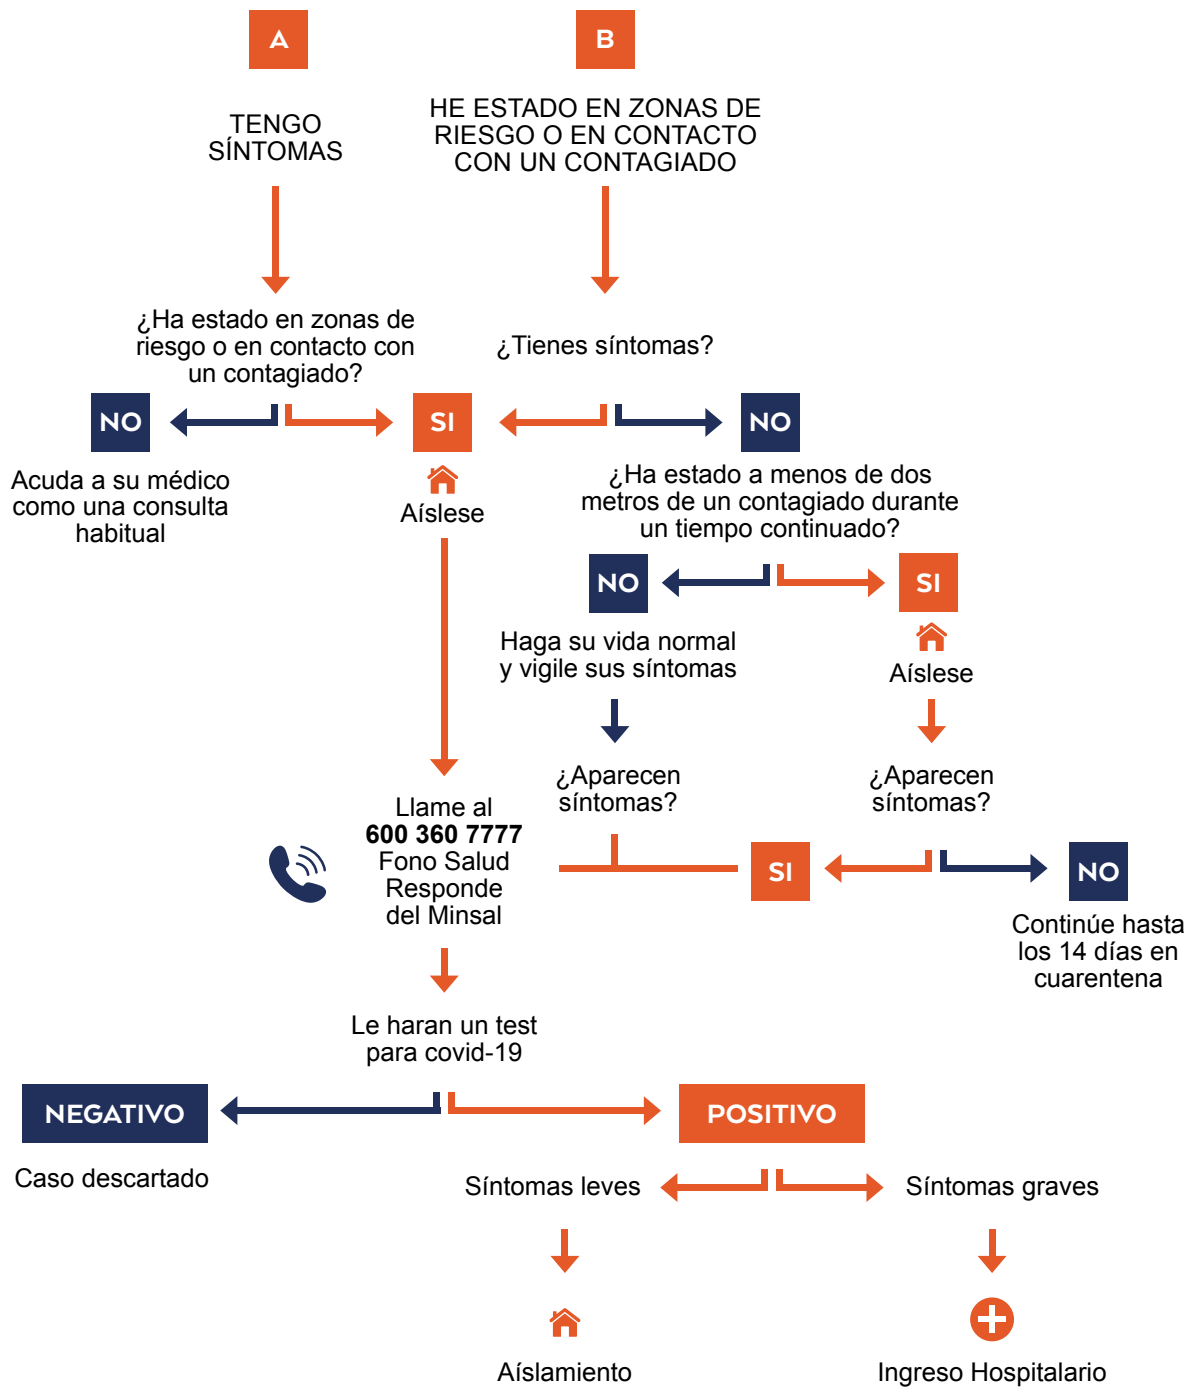 A
B
TENGO
SÍNTOMAS
HE ESTADO EN ZONAS DE
RIESGO O EN CONTACTO
CON UN CONTAGIADO
¿Ha estado en zonas de
riesgo o en contacto con
un contagiado?
¿Tienes síntomas?
NO
SI
NO
Acuda a su médico
como una consulta
habitual
Aíslese
¿Ha estado a menos de dos
metros de un contagiado durante
un tiempo continuado?
NO
SI
Haga su vida normal
y vigile sus síntomas
Aíslese
¿Aparecen
síntomas?
¿Aparecen
síntomas?
Llame al
600 360 7777
Fono Salud
Responde
del Minsal
SI
NO
Continúe hasta
los 14 días en
cuarentena
Le haran un test
para covid-19
NEGATIVO
POSITIVO
Caso descartado
Síntomas leves
Síntomas graves
Aíslamiento
Ingreso Hospitalario